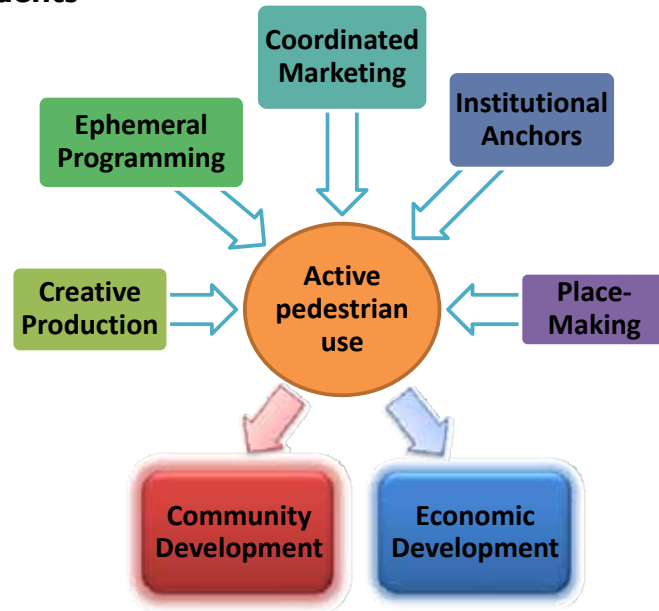 Coordinated
Marketing
Institutional
Anchors
Ephemeral
Programming
Active
pedestrian
use
Creative
Production
Place-
Making
Community
Development
Economic
Development